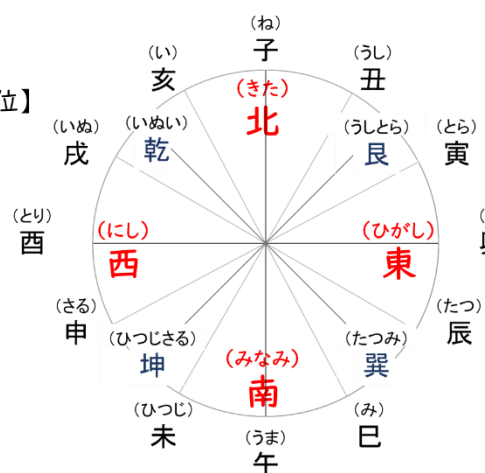 位】
(ね)
子
(い)
亥
(うし)
丑
(きた)
北
(いぬ)
戌
(いぬい)
乾
(うしとら)
艮
(とら)
寅
(とり)
酉
(にし)
西
(ひがし)
東
(さる)
申
(ひつじさる)
坤
(みなみ)
南
(たつみ)
巽
(たつ)
辰
(ひつじ)
未
(うま)
午
(み)
巳